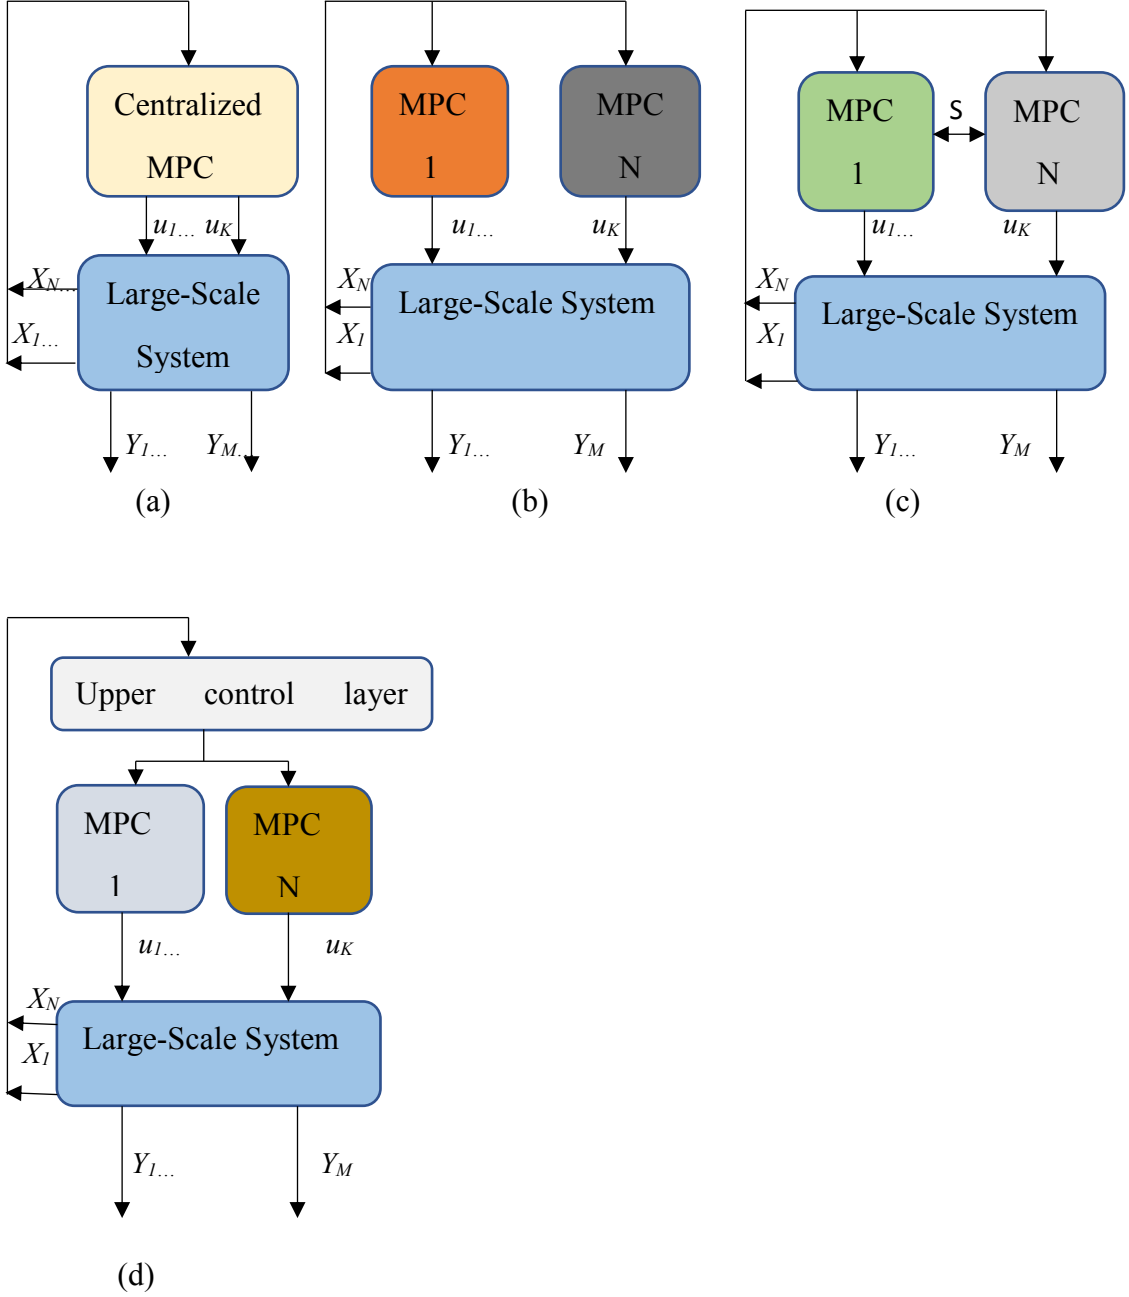 Centralized
MPC
u1... uK
XN...
Large-Scale
X1...
System
Y1... YM...
(a)
MPC
1
MPC
N
u1... uK
XN
Large-Scale System
X1
Y1... YM
(b)
MPC
1
S
MPC
N
u1... uK
XN
Large-Scale System
X1
Y1... YM
(c)
Upper control layer
MPC
1
MPC
N
u1... uK
XN
Large-Scale System
X1
Y1... YM
(d)